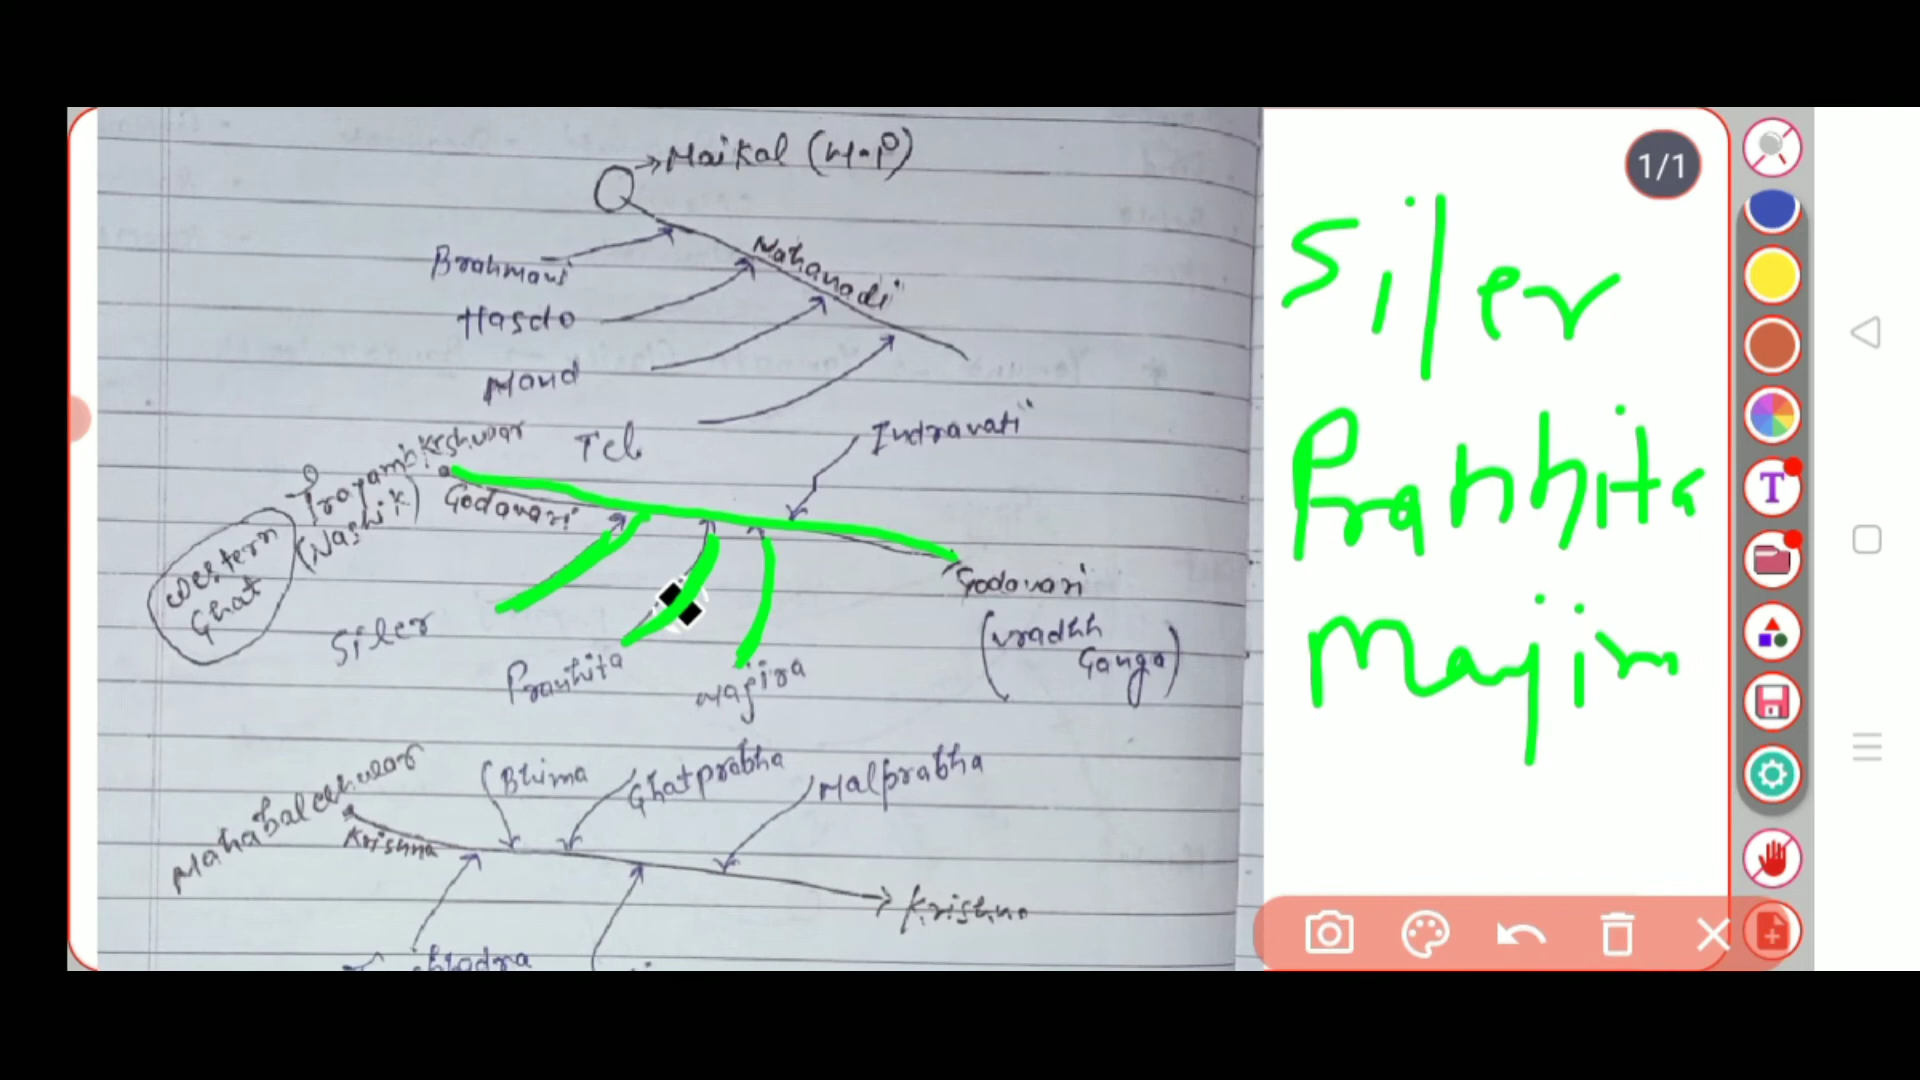 Maikal (M.P)
Brahmani
Mahanadi
Hasdo
Mand
Tel
Indravati
Trayambkeshwar
(Nashik)
Godavari
western
Ghat
Godavari
(vradhh
Ganga)
Siler
Pranhita
Majira
Mahabaleshwar
Bhima
Ghatprabha
Malprabha
Krishna
Krishna
bhadra
1/1
Siler
Pranhita
Majira
T